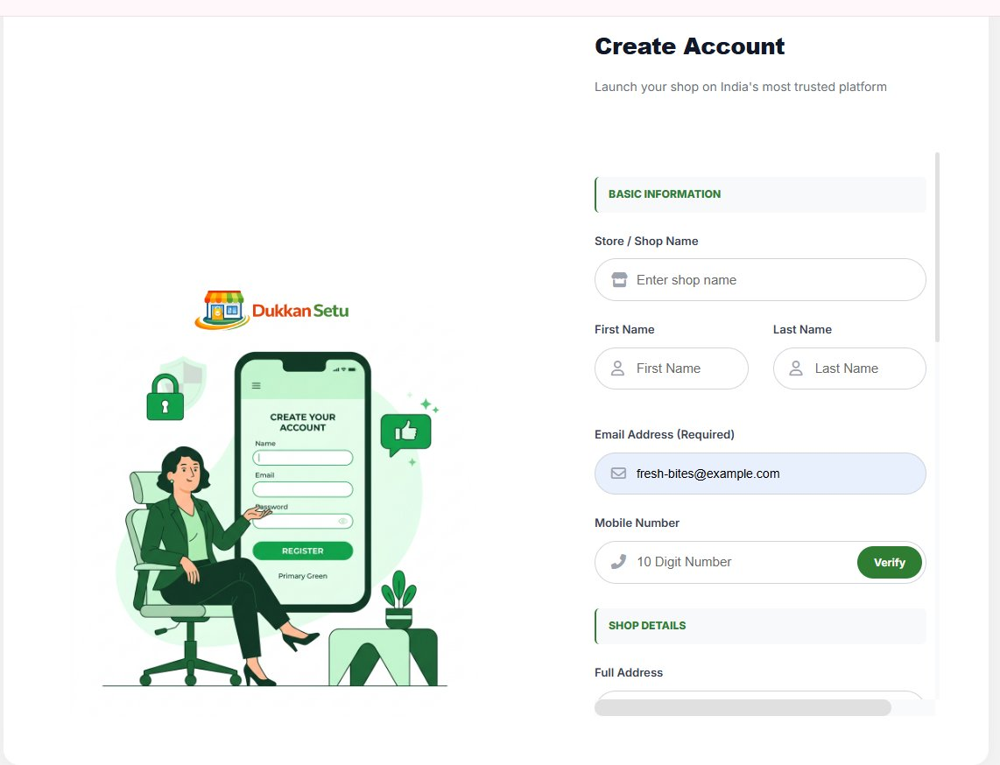 Create Account
Launch your shop on India's most trusted platform
BASIC INFORMATION
Store / Shop Name
Enter shop name
First Name
Last Name
First Name
Last Name
Email Address (Required)
fresh-bites@example.com
Mobile Number
10 Digit Number
Verify
SHOP DETAILS
Full Address
Dukkan Setu
CREATE YOUR
ACCOUNT
Name
Email
Password
REGISTER
Primary Green